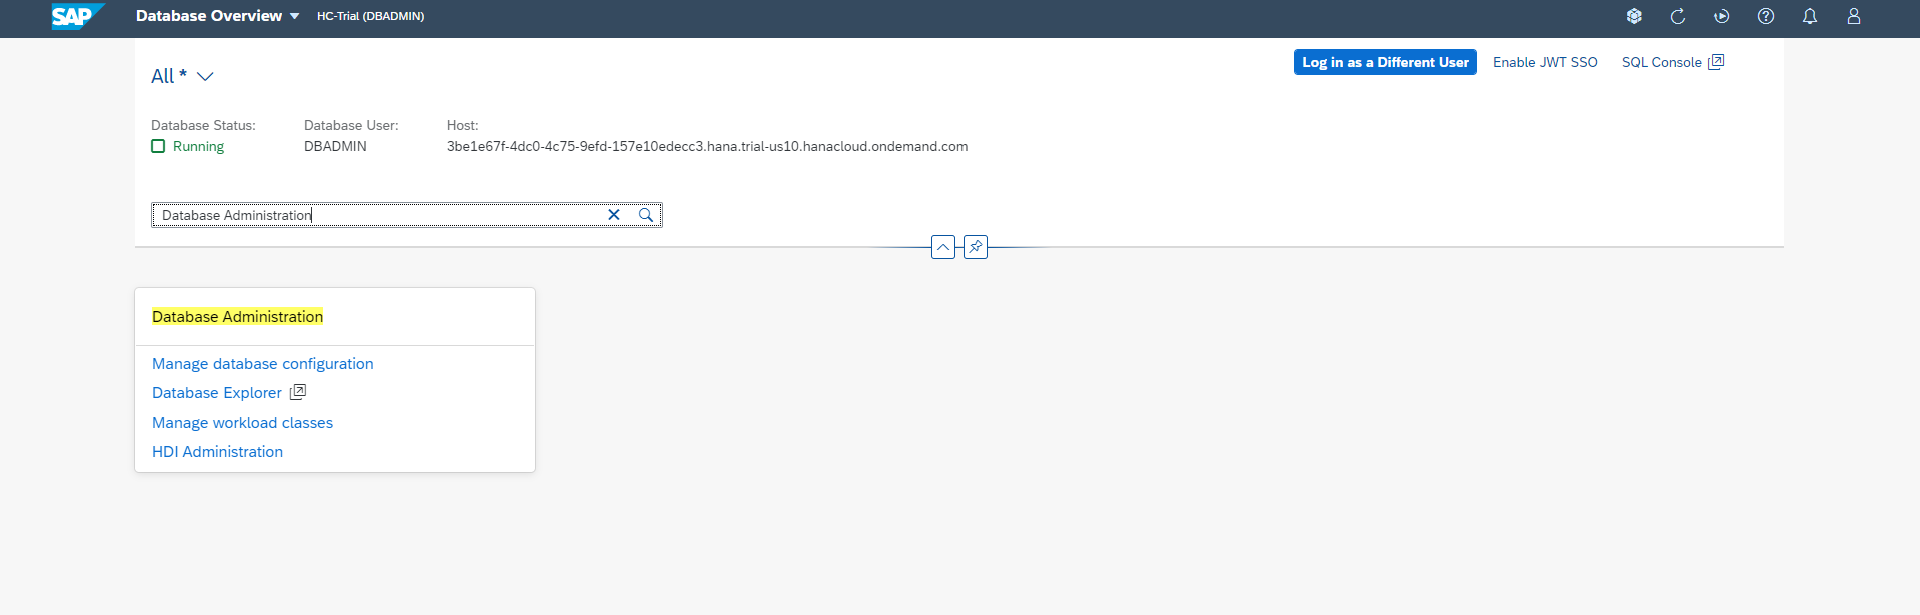 SAP Database Overview HC-Trial (DBADMIN)
All * Log in as a Different User Enable JWT SSO SQL Console
Database Status: Database User: Host:
Running DBADMIN 3be1e67f-4dc0-4c75-9efd-157e10edecc3.hana.trial-us10.hanacloud.ondemand.com
Database Administration
Database Administration
Manage database configuration
Database Explorer
Manage workload classes
HDI Administration